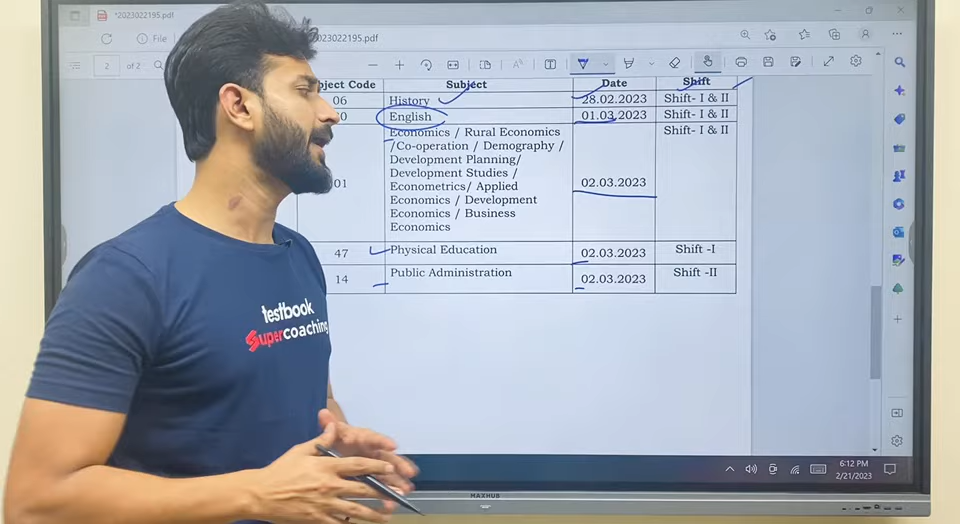 *2023022195.pdf
File
2023022195.pdf
2 of 2
bject Code Subject Date Shift
06 History 28.02.2023 Shift- I & II
English 01.03.2023 Shift- I & II
01 Economics / Rural Economics /Co-operation / Demography / Development Planning/ Development Studies / Econometrics/ Applied Economics / Development Economics / Business Economics 02.03.2023 Shift- I & II
47 Physical Education 02.03.2023 Shift -I
14 Public Administration 02.03.2023 Shift -II
testbook
Supercoaching
6:12 PM
2/21/2023
MAXHUB